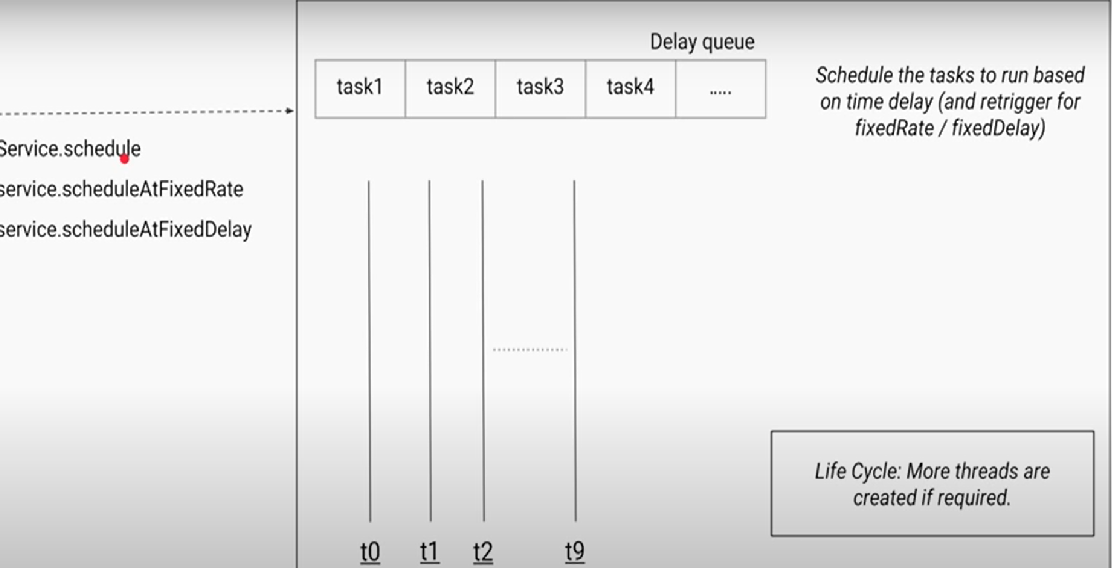 Delay queue
task1 task2 task3 task4 .....
Schedule the tasks to run based
on time delay (and retrigger for
fixedRate / fixedDelay)
Service.schedule
service.scheduleAtFixedRate
service.scheduleAtFixedDelay
Life Cycle: More threads are
created if required.
t0 t1 t2 t9